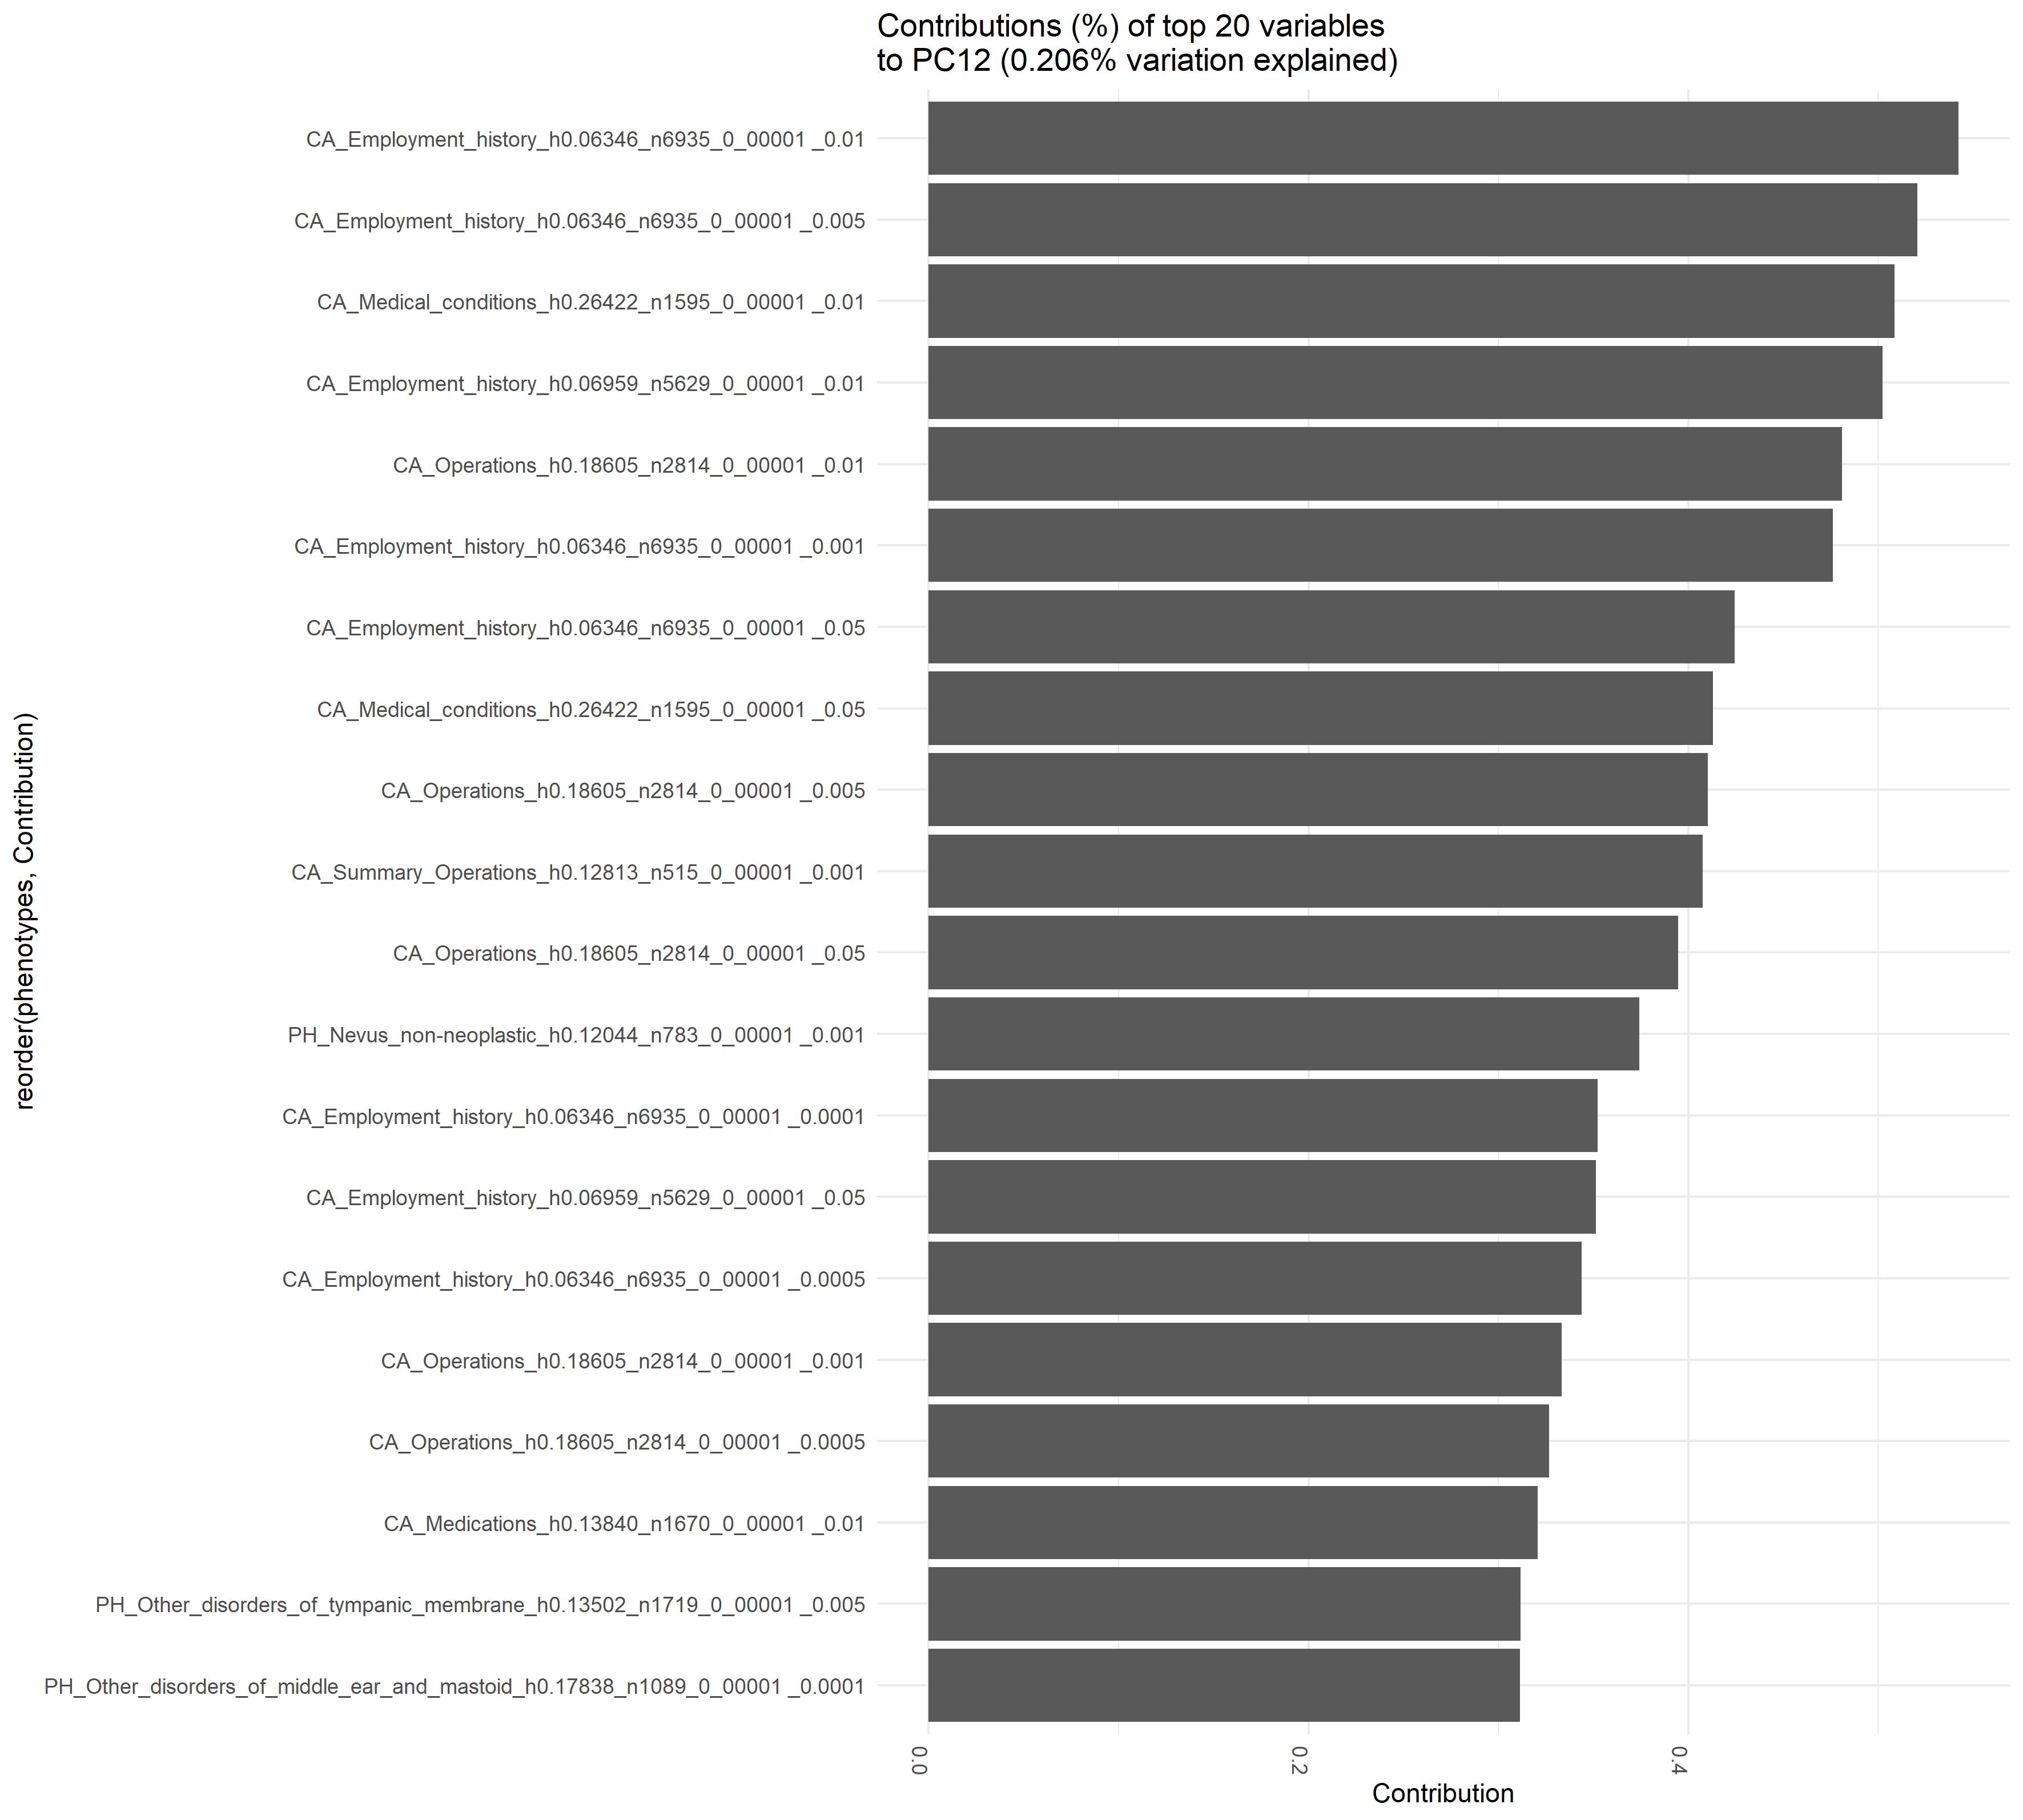 Contributions (%) of top 20 variables
to PC12 (0.206% variation explained)
CA_Employment_history_h0.06346_n6935_0_00001 _0.01
CA_Employment_history_h0.06346_n6935_0_00001 _0.005
CA_Medical_conditions_h0.26422_n1595_0_00001 _0.01
CA_Employment_history_h0.06959_n5629_0_00001 _0.01
CA_Operations_h0.18605_n2814_0_00001 _0.01
CA_Employment_history_h0.06346_n6935_0_00001 _0.001
CA_Employment_history_h0.06346_n6935_0_00001 _0.05
CA_Medical_conditions_h0.26422_n1595_0_00001 _0.05
CA_Operations_h0.18605_n2814_0_00001 _0.005
CA_Summary_Operations_h0.12813_n515_0_00001 _0.001
CA_Operations_h0.18605_n2814_0_00001 _0.05
PH_Nevus_non-neoplastic_h0.12044_n783_0_00001 _0.001
CA_Employment_history_h0.06346_n6935_0_00001 _0.0001
CA_Employment_history_h0.06959_n5629_0_00001 _0.05
CA_Employment_history_h0.06346_n6935_0_00001 _0.0005
CA_Operations_h0.18605_n2814_0_00001 _0.001
CA_Operations_h0.18605_n2814_0_00001 _0.0005
CA_Medications_h0.13840_n1670_0_00001 _0.01
PH_Other_disorders_of_tympanic_membrane_h0.13502_n1719_0_00001 _0.005
PH_Other_disorders_of_middle_ear_and_mastoid_h0.17838_n1089_0_00001 _0.0001
reorder(phenotypes, Contribution)
0.0
0.2
0.4
Contribution